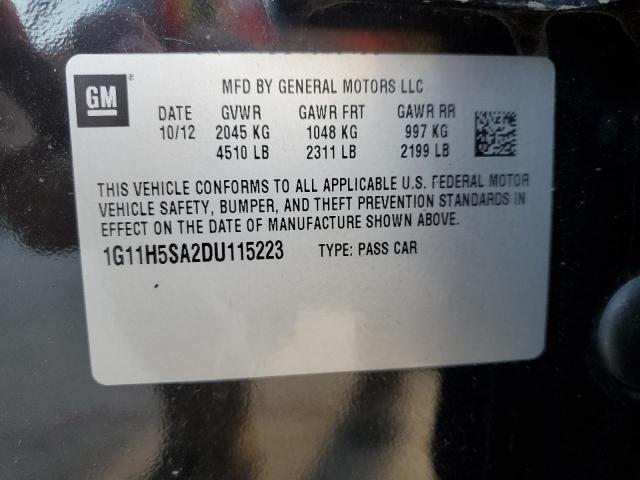 GM
MFD BY GENERAL MOTORS LLC
DATE GVWR GAWR FRT GAWR RR
10/12 2045 KG 1048 KG 997 KG
4510 LB 2311 LB 2199 LB
THIS VEHICLE CONFORMS TO ALL APPLICABLE U.S. FEDERAL MOTOR
VEHICLE SAFETY, BUMPER, AND THEFT PREVENTION STANDARDS IN
EFFECT ON THE DATE OF MANUFACTURE SHOWN ABOVE.
1G11H5SA2DU115223 TYPE: PASS CAR